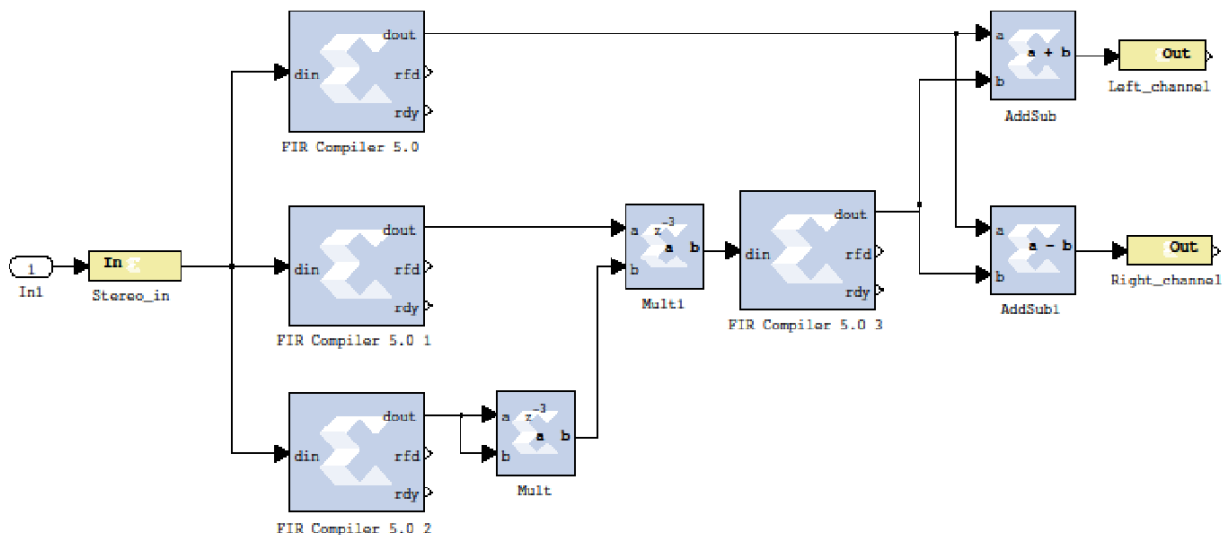 dout
din
rfd
rdy
FIR Compiler 5.0
a
a + b
b
AddSub
Out
Left_channel
1
In1
In
Stereo_in
dout
din
rfd
rdy
FIR Compiler 5.0 1
a
z-3
a b
b
Mult1
dout
din
rfd
rdy
FIR Compiler 5.0 3
a
a - b
b
AddSub1
Out
Right_channel
dout
din
rfd
rdy
FIR Compiler 5.0 2
a
z-3
a b
b
Mult